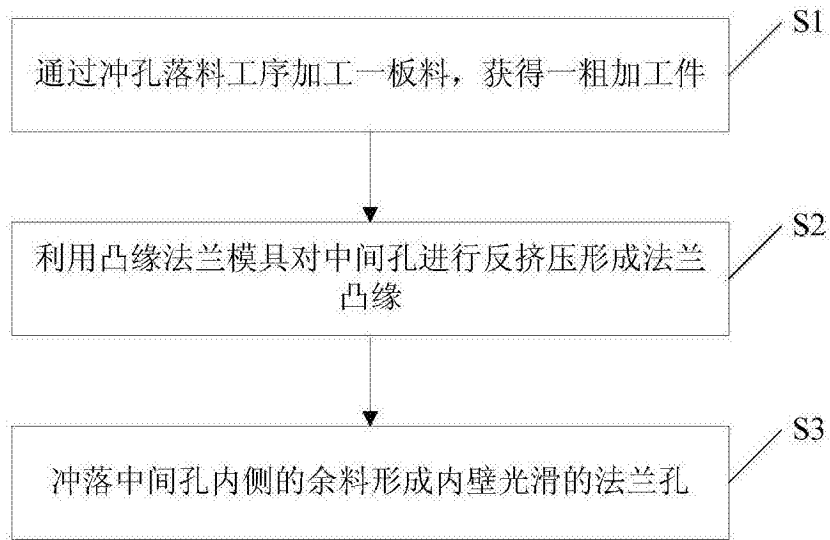 S1
通过冲孔落料工序加工一板料，获得一粗加工件
S2
利用凸缘法兰模具对中间孔进行反挤压形成法兰
凸缘
S3
冲落中间孔内侧的余料形成内壁光滑的法兰孔